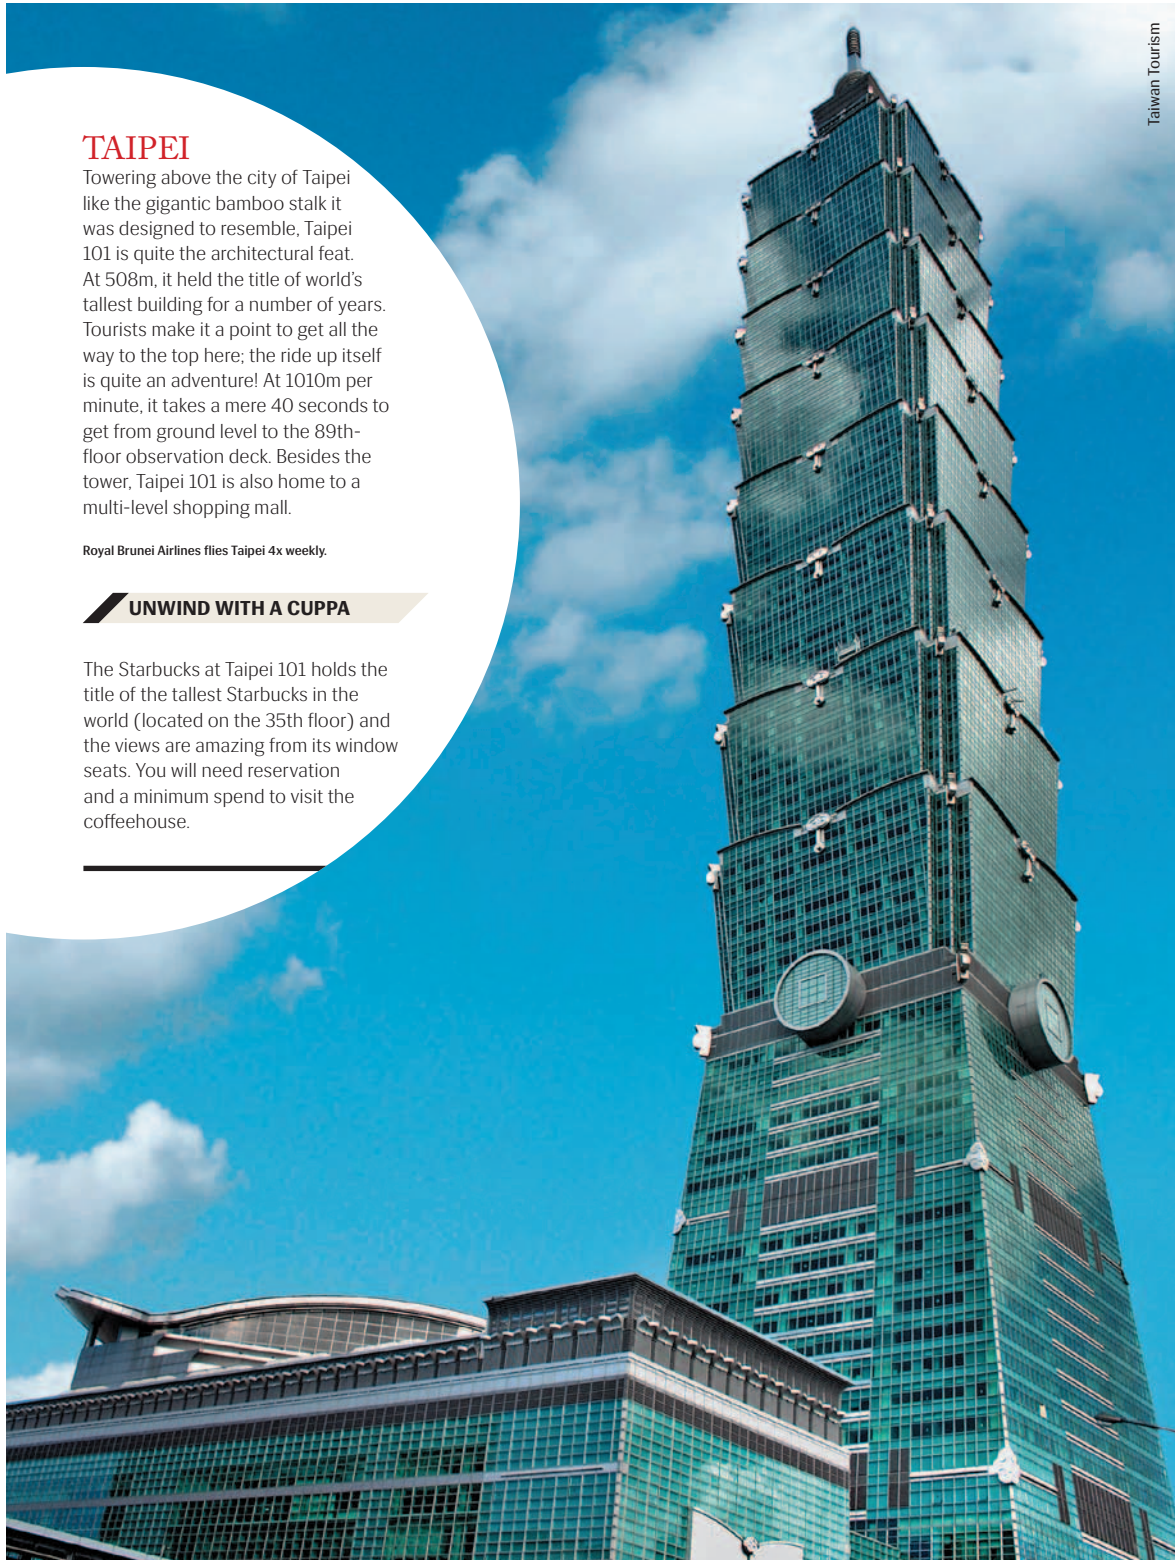 TAIPEI
Towering above the city of Taipei
like the gigantic bamboo stalk it
was designed to resemble, Taipei
101 is quite the architectural feat.
At 508m, it held the title of world’s
tallest building for a number of years.
Tourists make it a point to get all the
way to the top here; the ride up itself
is quite an adventure! At 1010m per
minute, it takes a mere 40 seconds to
get from ground level to the 89th-
floor observation deck. Besides the
tower, Taipei 101 is also home to a
multi-level shopping mall.
Royal Brunei Airlines flies Taipei 4x weekly.
UNWIND WITH A CUPPA
The Starbucks at Taipei 101 holds the
title of the tallest Starbucks in the
world (located on the 35th floor) and
the views are amazing from its window
seats. You will need reservation
and a minimum spend to visit the
coffeehouse.
Taiwan Tourism